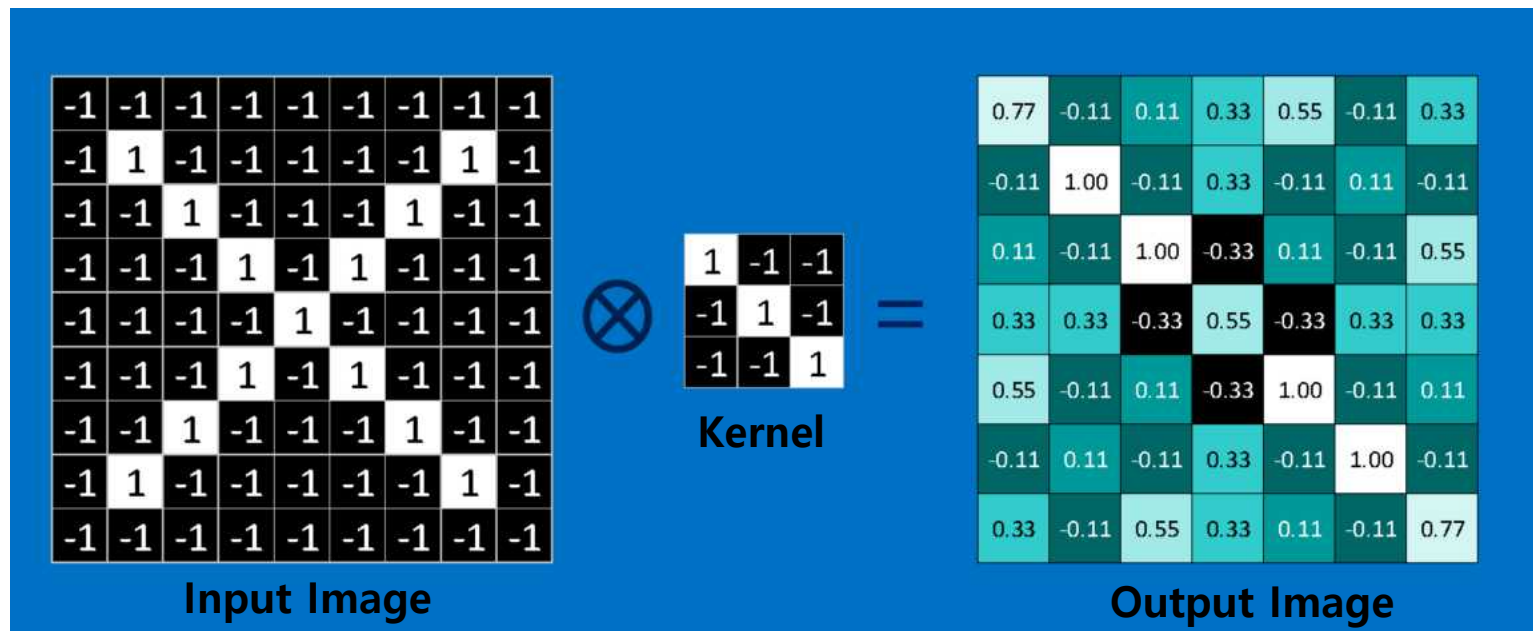 -1 -1 -1 -1 -1 -1 -1 -1 -1
-1 1 -1 -1 -1 -1 -1 1 -1
-1 -1 1 -1 -1 -1 1 -1 -1
-1 -1 -1 1 -1 1 -1 -1 -1
-1 -1 -1 -1 1 -1 -1 -1 -1
-1 -1 -1 1 -1 1 -1 -1 -1
-1 -1 1 -1 -1 -1 1 -1 -1
-1 1 -1 -1 -1 -1 -1 1 -1
-1 -1 -1 -1 -1 -1 -1 -1 -1
Input Image
⊗
1 -1 -1
-1 1 -1
-1 -1 1
Kernel
=
0.77 -0.11 0.11 0.33 0.55 -0.11 0.33
-0.11 1.00 -0.11 0.33 -0.11 0.11 -0.11
0.11 -0.11 1.00 -0.33 0.11 -0.11 0.55
0.33 0.33 -0.33 0.55 -0.33 0.33 0.33
0.55 -0.11 0.11 -0.33 1.00 -0.11 0.11
-0.11 0.11 -0.11 0.33 -0.11 1.00 -0.11
0.33 -0.11 0.55 0.33 0.11 -0.11 0.77
Output Image